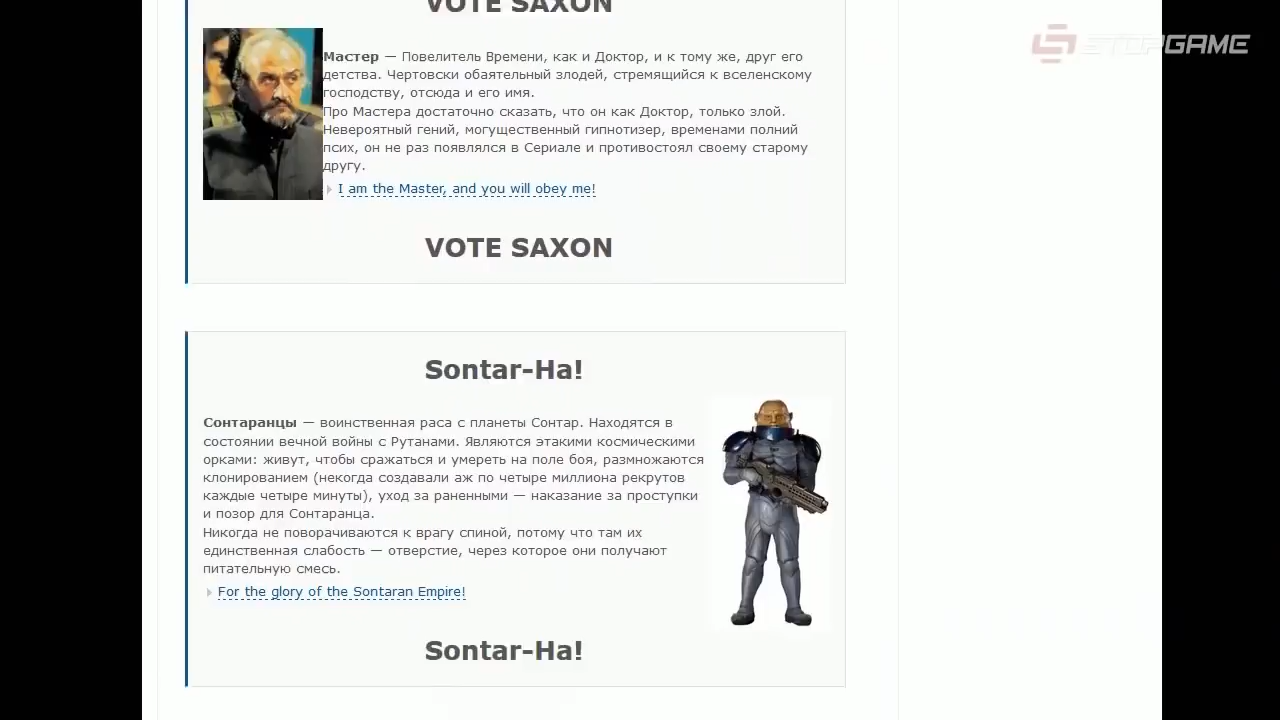 VOTE SAXON
STOPGAME
Мастер — Повелитель Времени, как и Доктор, и к тому же, друг его
детства. Чертовски обаятельный злодей, стремящийся к вселенскому
господству, отсюда и его имя.
Про Мастера достаточно сказать, что он как Доктор, только злой.
Невероятный гений, могущественный гипнотизер, временами полний
псих, он не раз появлялся в Сериале и противостоял своему старому
другу.
I am the Master, and you will obey me!
VOTE SAXON
Sontar-Ha!
Сонтаранцы — воинственная раса с планеты Сонтар. Находятся в
состоянии вечной войны с Рутанами. Являются этакими космическими
орками: живут, чтобы сражаться и умереть на поле боя, размножаются
клонированием (некогда создавали аж по четыре миллиона рекрутов
каждые четыре минуты), уход за раненными — наказание за проступки
и позор для Сонтаранца.
Никогда не поворачиваются к врагу спиной, потому что там их
единственная слабость — отверстие, через которое они получают
питательную смесь.
For the glory of the Sontaran Empire!
Sontar-Ha!